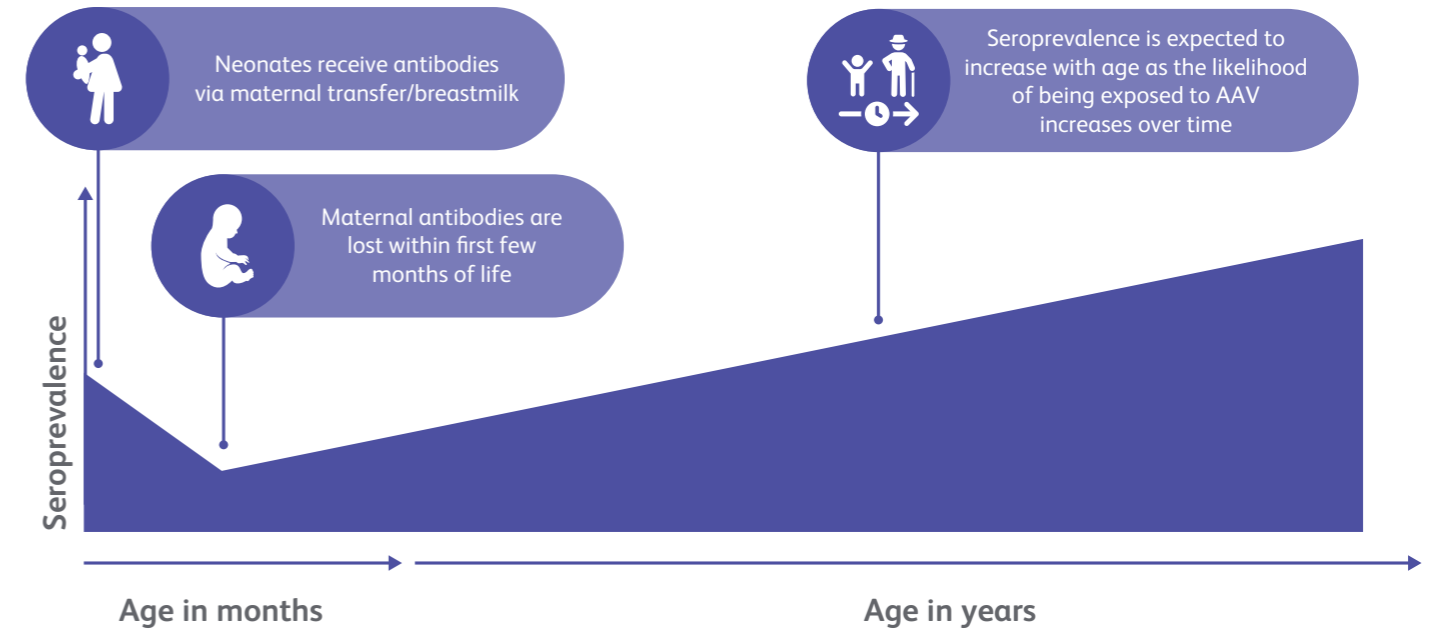 Neonates receive antibodies
via maternal transfer/breastmilk
Seroprevalence is expected to
increase with age as the likelihood
of being exposed to AAV
increases over time
Maternal antibodies are
lost within first few
months of life
Seroprevalence
Age in months
Age in years